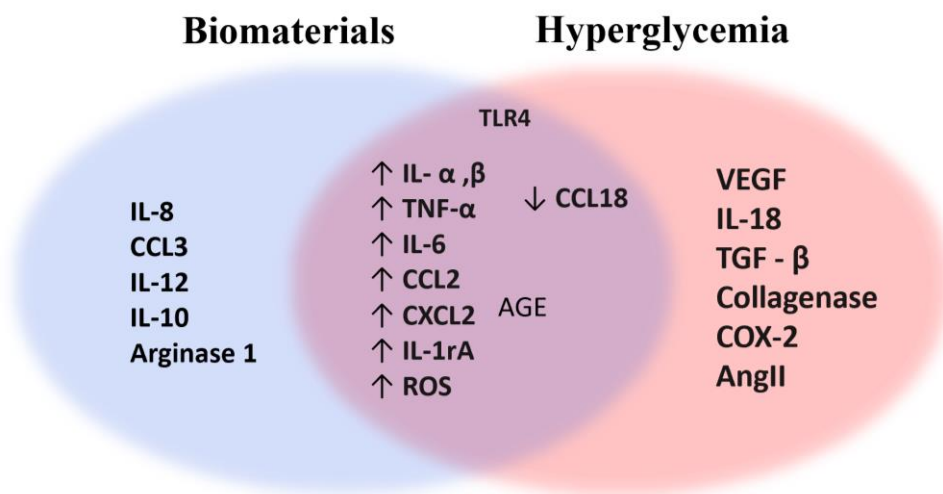 Biomaterials
Hyperglycemia
IL-8
CCL3
IL-12
IL-10
Arginase 1
TLR4
↑ IL- α ,β
↑ TNF-α
↑ IL-6
↑ CCL2
↑ CXCL2
↑ IL-1rA
↑ ROS
↓ CCL18
AGE
VEGF
IL-18
TGF - β
Collagenase
COX-2
AngII